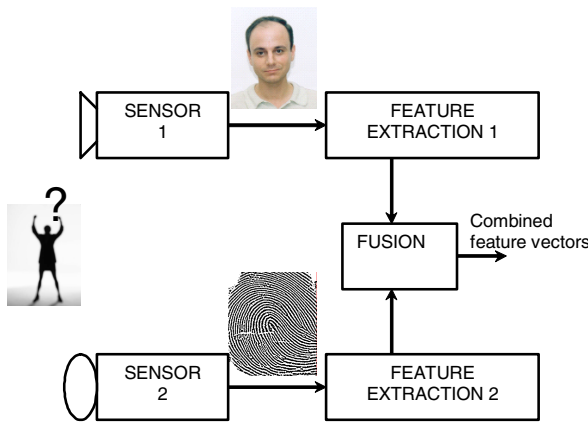 SENSOR
1
FEATURE
EXTRACTION 1
?
FUSION
Combined
feature vectors
SENSOR
2
FEATURE
EXTRACTION 2